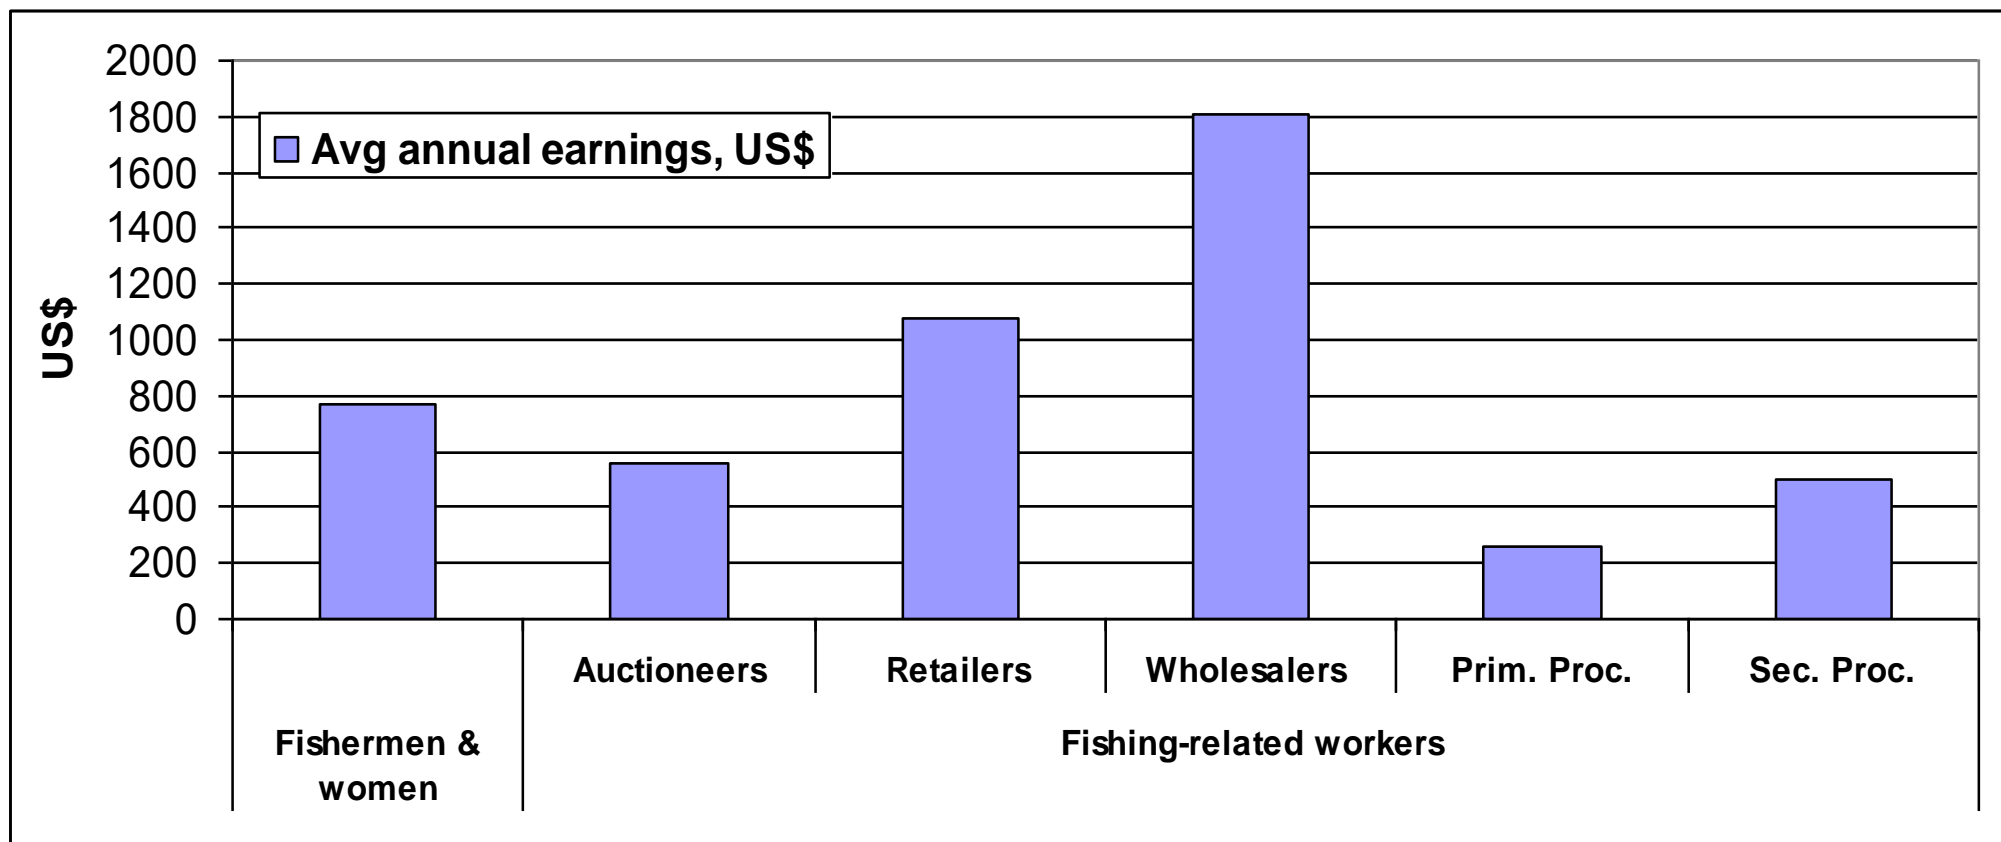 2000
1800
1600
1400
1200
1000
800
600
400
200
0
US$
Avg annual earnings, US$
Auctioneers
Retailers
Wholesalers
Prim. Proc.
Sec. Proc.
Fishermen &
women
Fishing-related workers